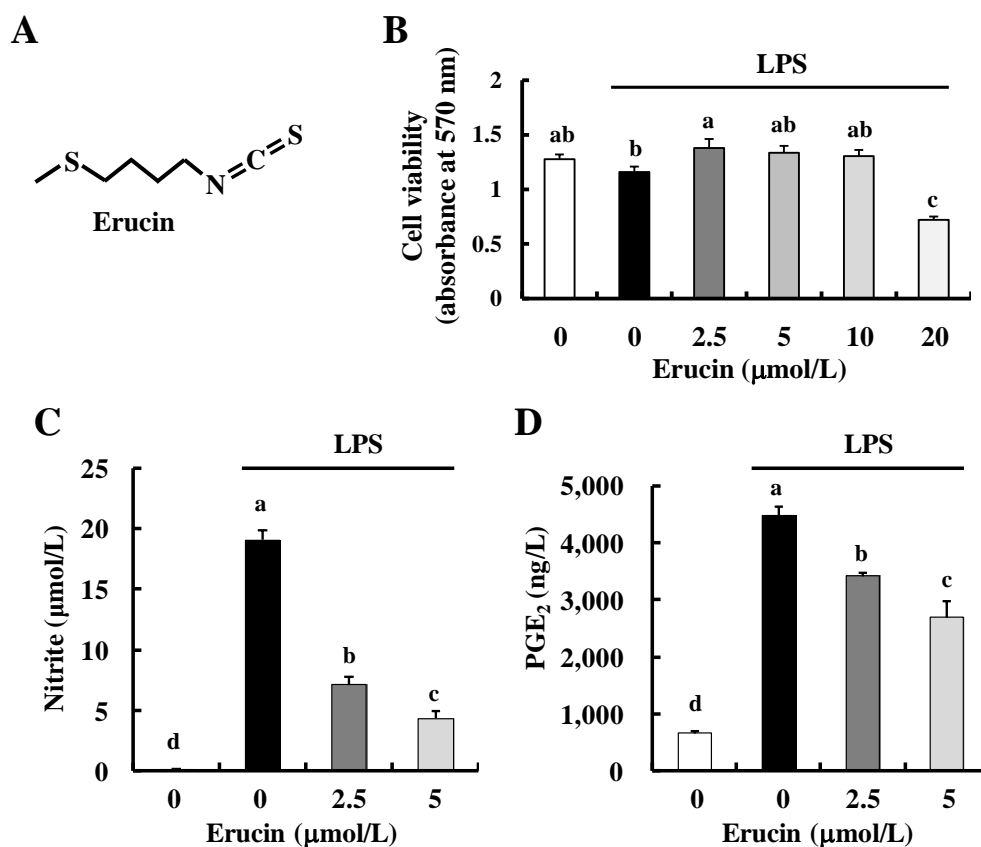 A
S
N
C
S
Erucin
B
LPS
Cell viability
(absorbance at 570 nm)
2
1.5
1
0.5
0
ab
b
a
ab
ab
c
0 0 2.5 5 10 20
Erucin (μmol/L)
C
LPS
Nitrite (μmol/L)
25
20
15
10
5
0
d
a
b
c
0 0 2.5 5
Erucin (μmol/L)
D
LPS
PGE2 (ng/L)
5,000
4,000
3,000
2,000
1,000
0
d
a
b
c
0 0 2.5 5
Erucin (μmol/L)